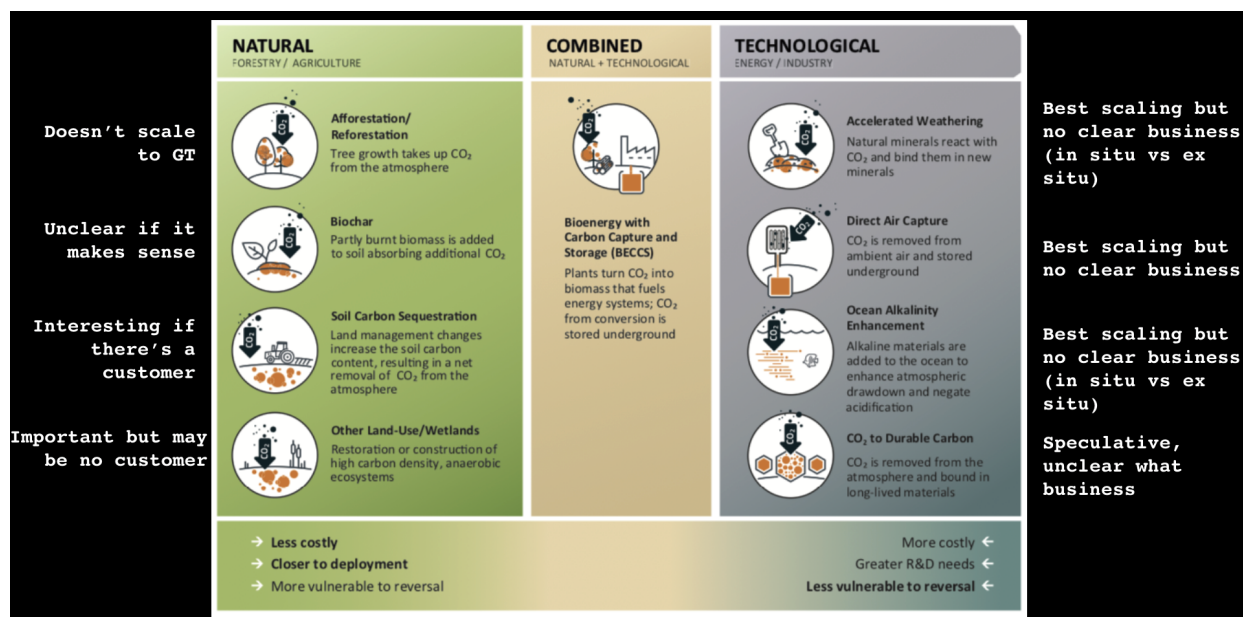 Doesn't scale
to GT
Unclear if it
makes sense
Interesting if
there's a
customer
Important but may
be no customer
NATURAL
FORESTRY / AGRICULTURE
CO₂
Afforestation/
Reforestation
Tree growth takes up CO₂
from the atmosphere
CO₂
Biochar
Partly burnt biomass is added
to soil absorbing additional CO₂
CO₂
Soil Carbon Sequestration
Land management changes
increase the soil carbon
content, resulting in a net
removal of CO₂ from the
atmosphere
CO₂
Other Land-Use/Wetlands
Restoration or construction of
high carbon density, anaerobic
ecosystems
COMBINED
NATURAL + TECHNOLOGICAL
CO₂
Bioenergy with
Carbon Capture and
Storage (BECCS)
Plants turn CO₂ into
biomass that fuels
energy systems; CO₂
from conversion is
stored underground
TECHNOLOGICAL
ENERGY / INDUSTRY
CO₂
Accelerated Weathering
Natural minerals react with
CO₂ and bind them in new
minerals
CO₂
Direct Air Capture
CO₂ is removed from
ambient air and stored
underground
CO₂
Ocean Alkalinity
Enhancement
Alkaline materials are
added to the ocean to
enhance atmospheric
drawdown and negate
acidification
CO₂
CO₂ to Durable Carbon
CO₂ is removed from the
atmosphere and bound in
long-lived materials
Best scaling but
no clear business
(in situ vs ex
situ)
Best scaling but
no clear business
Best scaling but
no clear business
(in situ vs ex
situ)
Speculative,
unclear what
business
→ Less costly
→ Closer to deployment
→ More vulnerable to reversal
More costly ←
Greater R&D needs ←
Less vulnerable to reversal ←